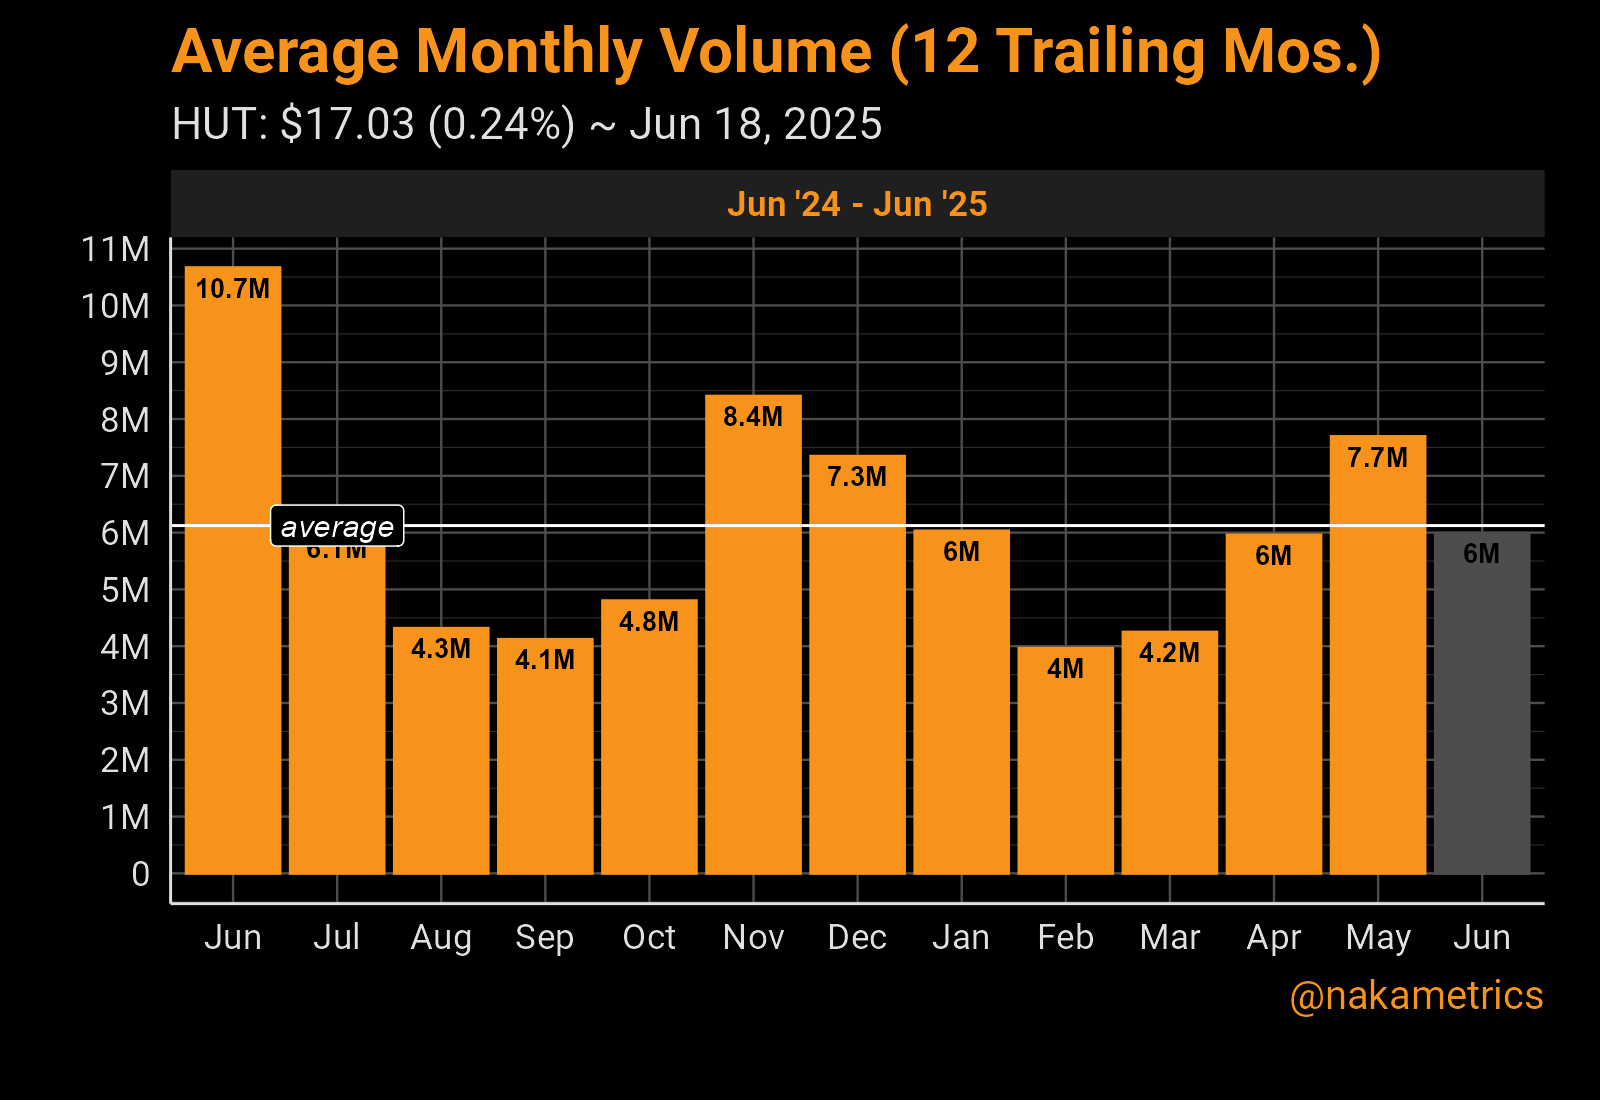 Average Monthly Volume (12 Trailing Mos.)
HUT: $17.03 (0.24%) ~ Jun 18, 2025
Jun '24 - Jun '25
11M
10M
9M
8M
7M
6M
5M
4M
3M
2M
1M
0
10.7M
average
6.1M
4.3M
4.1M
4.8M
8.4M
7.3M
6M
4M
4.2M
6M
7.7M
6M
Jun Jul Aug Sep Oct Nov Dec Jan Feb Mar Apr May Jun
@nakametrics